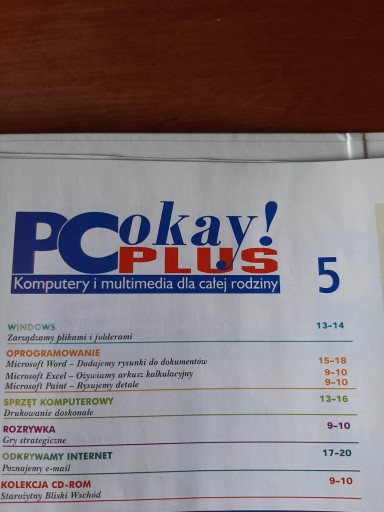 PC okay!
PLUS
Komputery i multimedia dla całej rodziny
5
WINDOWS 13–14
Zarządzamy plikami i folderami
OPROGRAMOWANIE
Microsoft Word – Dodajemy rysunki do dokumentów 15–18
Microsoft Excel – Ożywiamy arkusz kalkulacyjny 9–10
Microsoft Paint – Rysujemy detale 9–10
SPRZĘT KOMPUTEROWY 13–16
Drukowanie doskonałe
ROZRYWKA 9–10
Gry strategiczne
ODKRYWAMY INTERNET 17–20
Poznajemy e-mail
KOLEKCJA CD-ROM 9–10
Starożytny Bliski Wschód